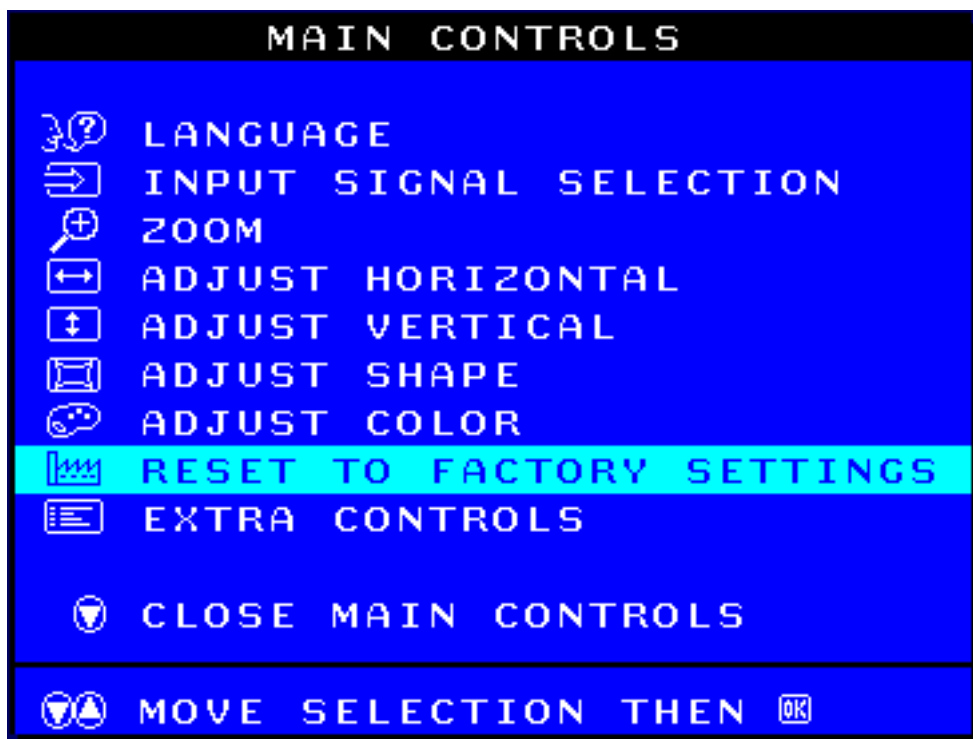 MAIN CONTROLS
LANGUAGE
INPUT SIGNAL SELECTION
ZOOM
ADJUST HORIZONTAL
ADJUST VERTICAL
ADJUST SHAPE
ADJUST COLOR
RESET TO FACTORY SETTINGS
EXTRA CONTROLS
CLOSE MAIN CONTROLS
MOVE SELECTION THEN OK